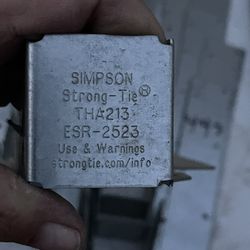 SIMPSON
Strong-Tie®
THA213
ESR-2523
Use & Warnings
strongtie.com/info